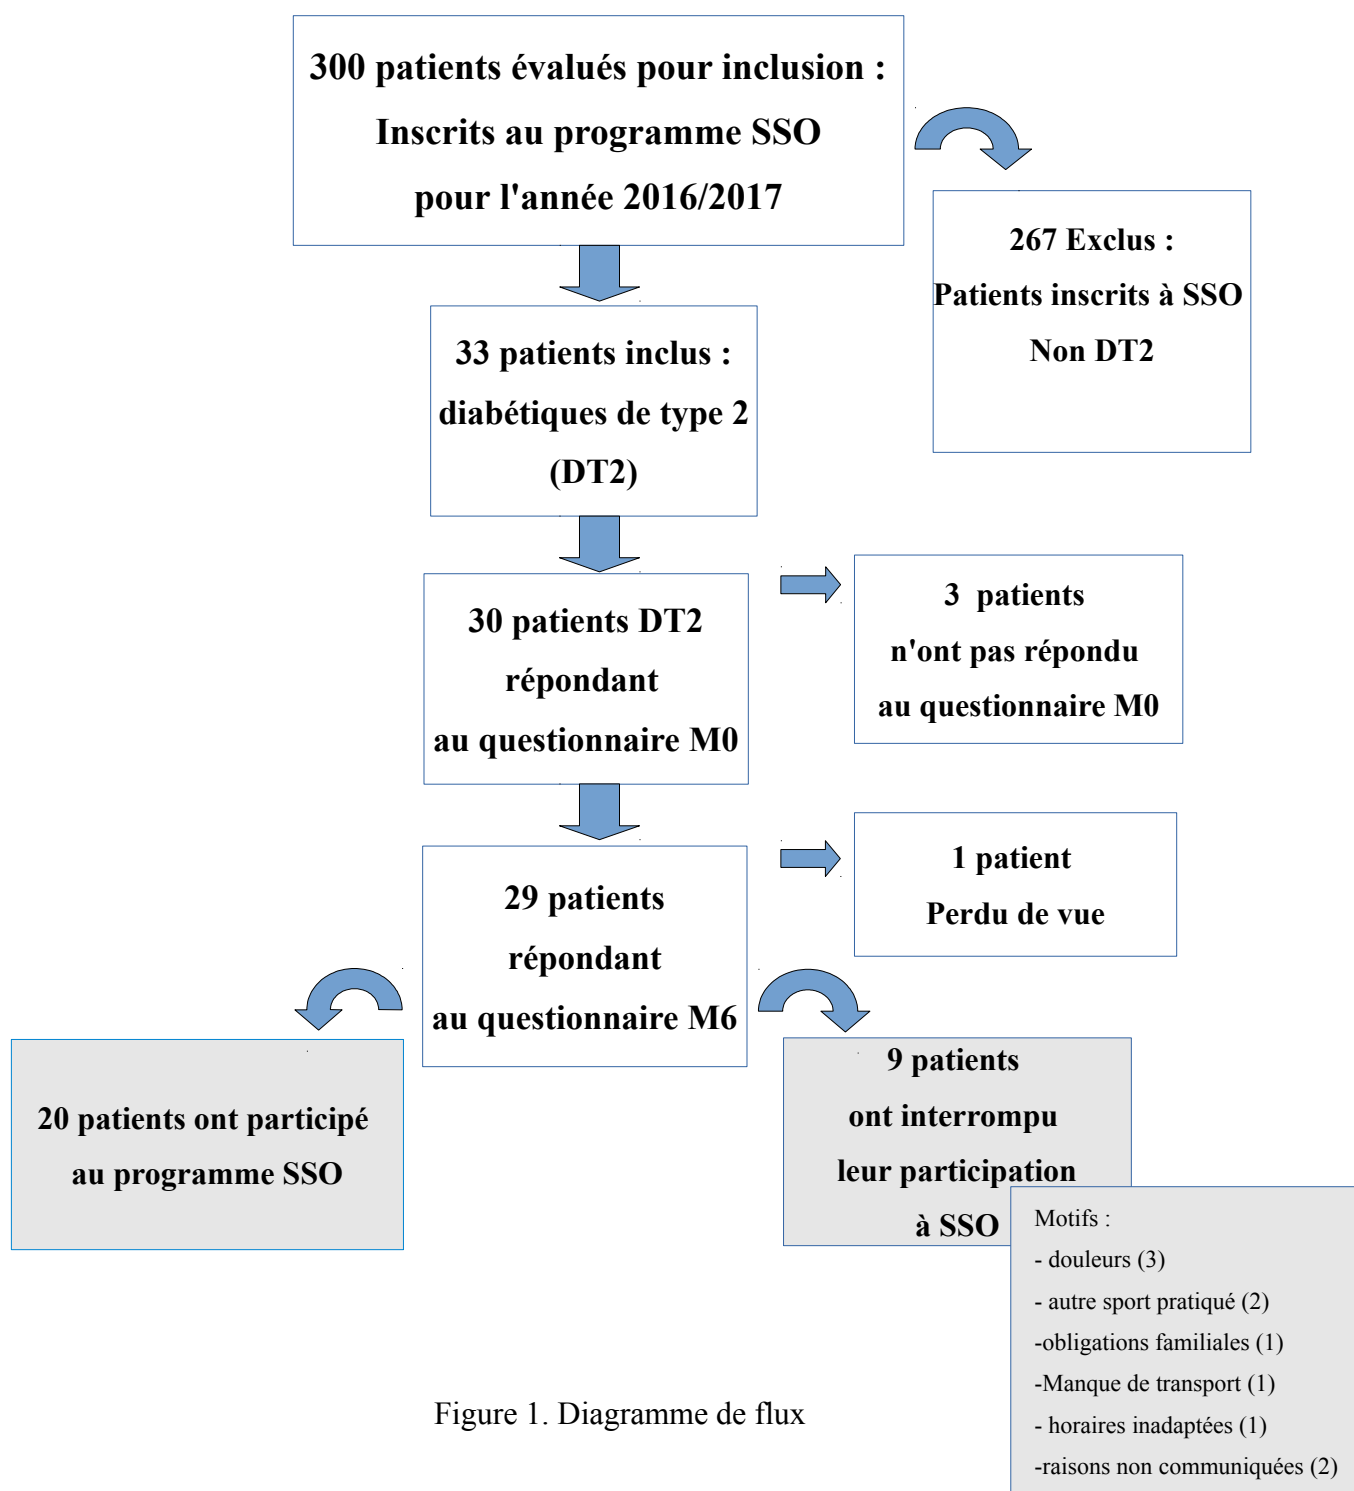 300 patients évalués pour inclusion :
Inscrits au programme SSO
pour l'année 2016/2017
267 Exclus :
Patients inscrits à SSO
Non DT2
33 patients inclus :
diabétiques de type 2
(DT2)
30 patients DT2
répondant
au questionnaire M0
3 patients
n'ont pas répondu
au questionnaire M0
29 patients
répondant
au questionnaire M6
1 patient
Perdu de vue
20 patients ont participé
au programme SSO
9 patients
ont interrompu
leur participation
à SSO
Motifs :
- douleurs (3)
- autre sport pratiqué (2)
-obligations familiales (1)
-Manque de transport (1)
- horaires inadaptées (1)
-raisons non communiquées (2)
Figure 1. Diagramme de flux